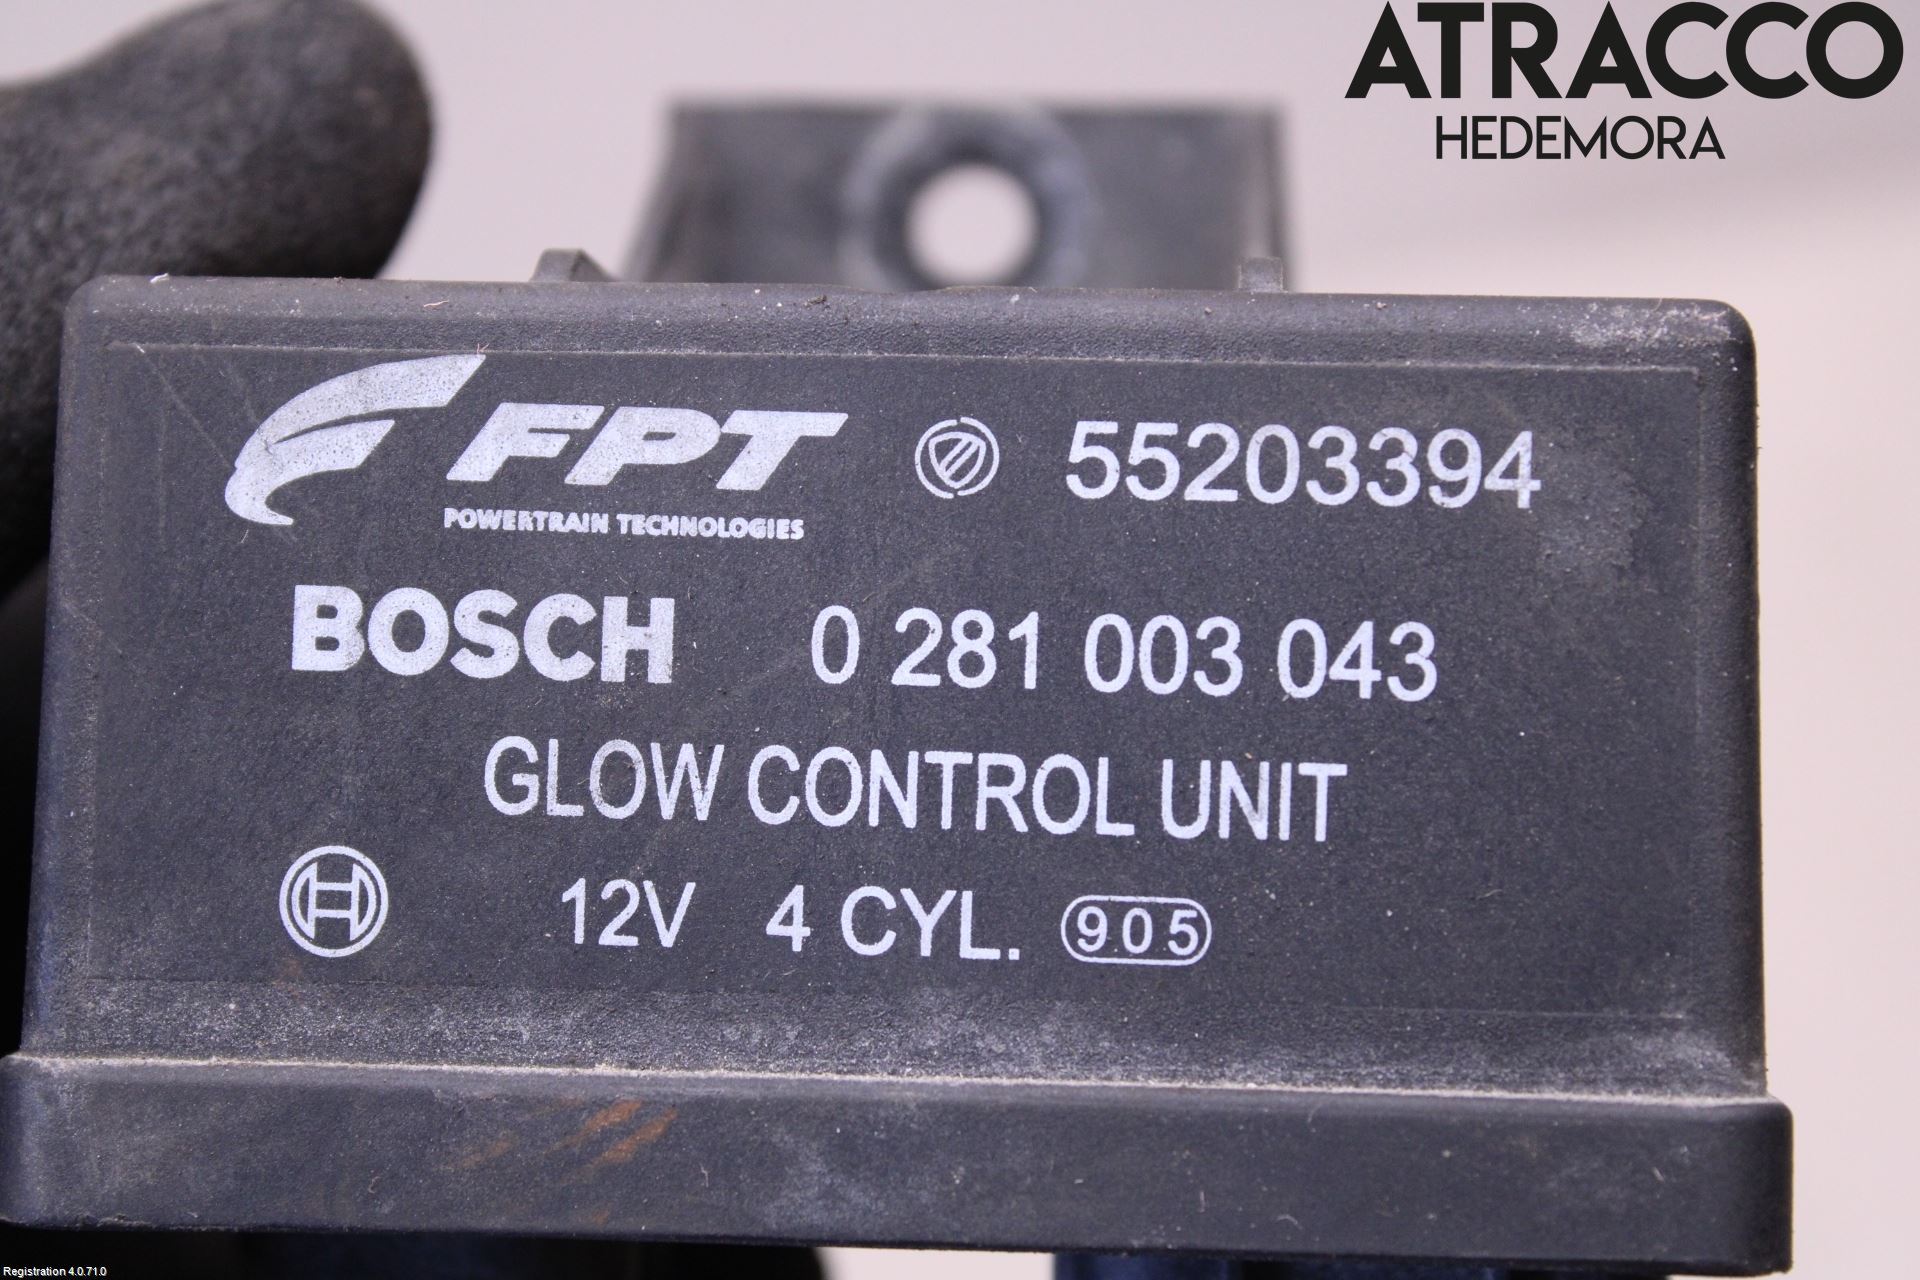 ATRACCO
HEDEMORA
FPT 55203394
POWERTRAIN TECHNOLOGIES
BOSCH 0 281 003 043
GLOW CONTROL UNIT
12V 4 CYL. 905
Registration 4.0.71.0